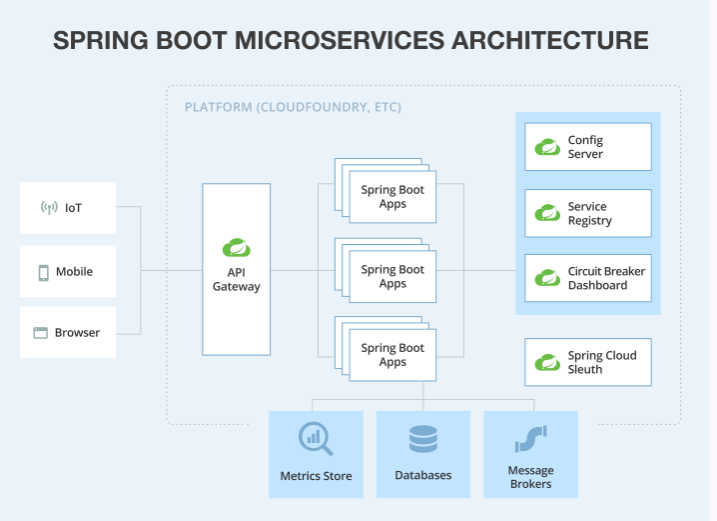 SPRING BOOT MICROSERVICES ARCHITECTURE
PLATFORM (CLOUDFOUNDRY, ETC)
IoT
Mobile
Browser
API
Gateway
Spring Boot
Apps
Spring Boot
Apps
Spring Boot
Apps
Config
Server
Service
Registry
Circuit Breaker
Dashboard
Spring Cloud
Sleuth
Metrics Store
Databases
Message
Brokers